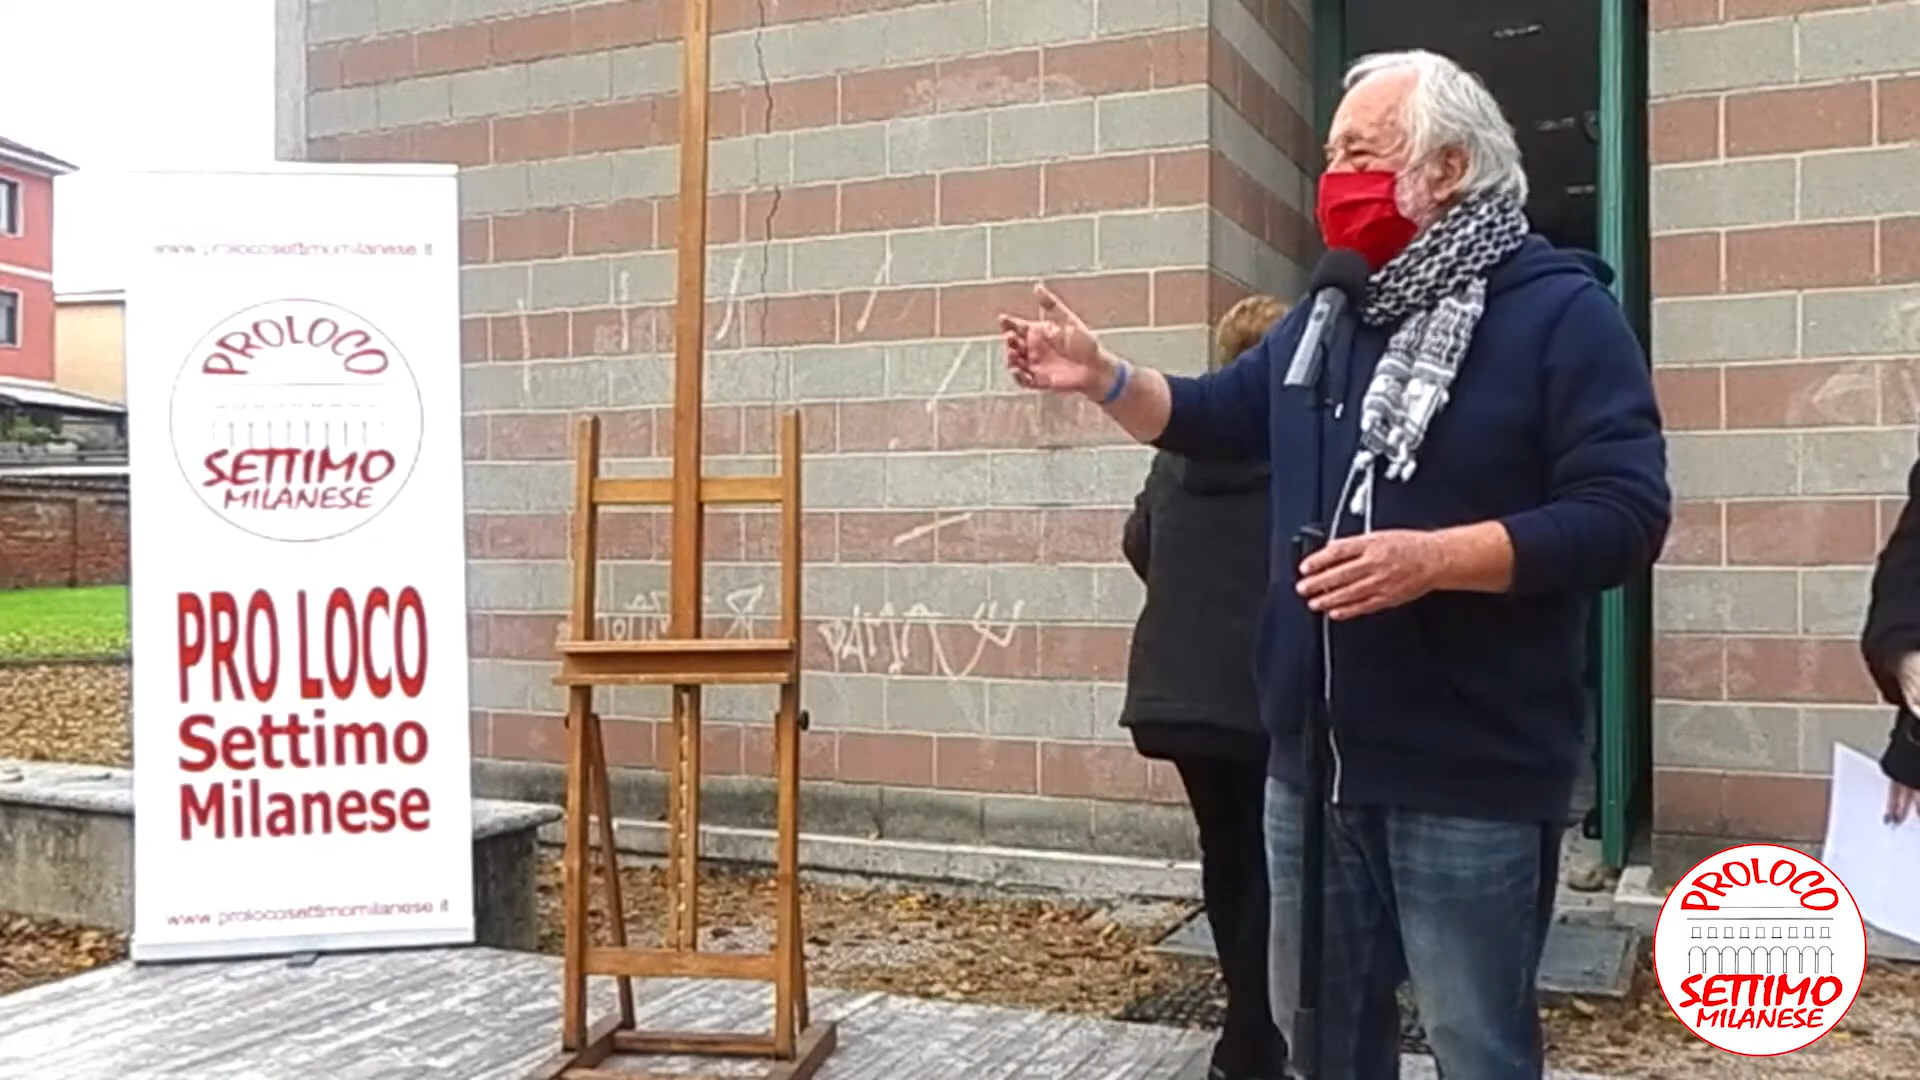 www.prolocosettimomilanese.it
PROLOCO
SETTIMO
MILANESE
PRO LOCO
Settimo
Milanese
www.prolocosettimomilanese.it
PROLOCO
SETTIMO
MILANESE